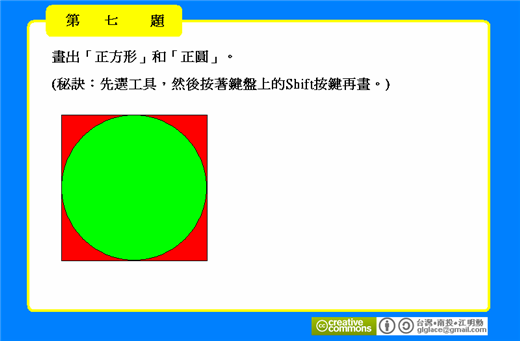 第 七 題
畫出「正方形」和「正圓」。
(秘訣：先選工具，然後按著鍵盤上的Shift按鍵再畫。)
creative commons
台灣•南投•江明勳
glglace@gmail.com